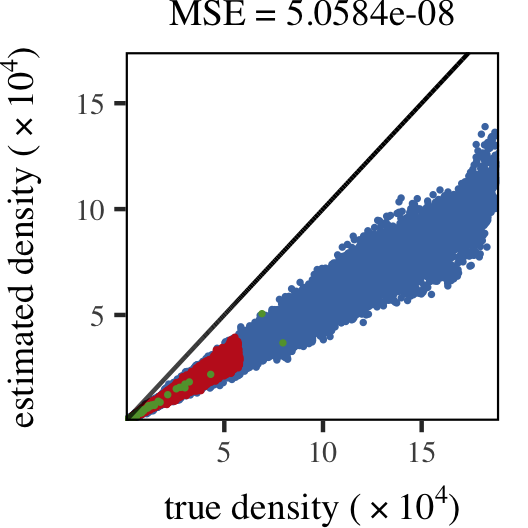 MSE = 5.0584e-08
estimated density ( × 10⁴)
15
10
5
5 10 15
true density ( × 10⁴)